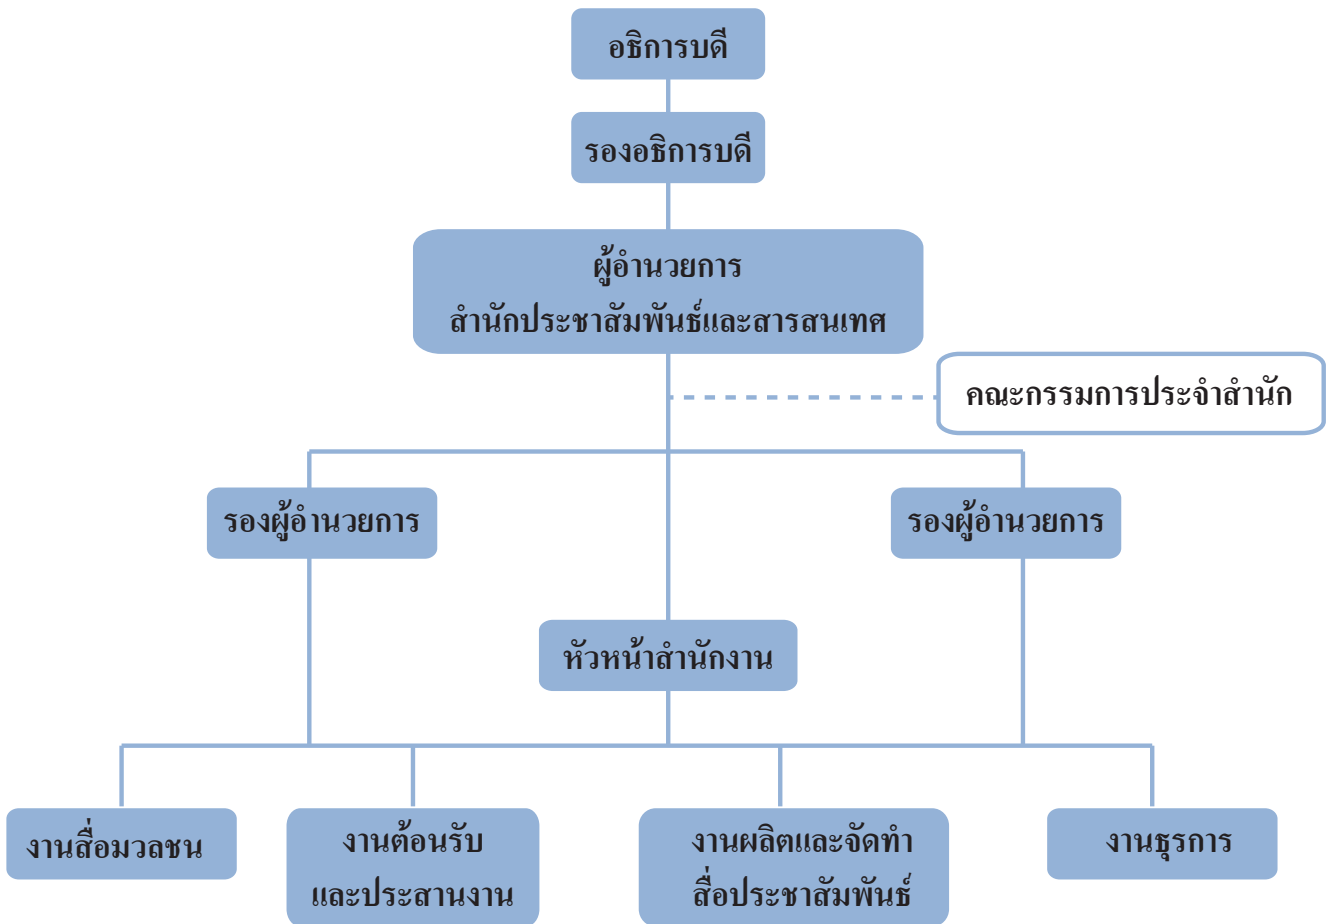 อธิการบดี
รองอธิการบดี
ผู้อำนวยการ
สำนักประชาสัมพันธ์และสารสนเทศ
คณะกรรมการประจำสำนัก
รองผู้อำนวยการ
รองผู้อำนวยการ
หัวหน้าสำนักงาน
งานสื่อมวลชน
งานต้อนรับ
และประสานงาน
งานผลิตและจัดทำ
สื่อประชาสัมพันธ์
งานธุรการ